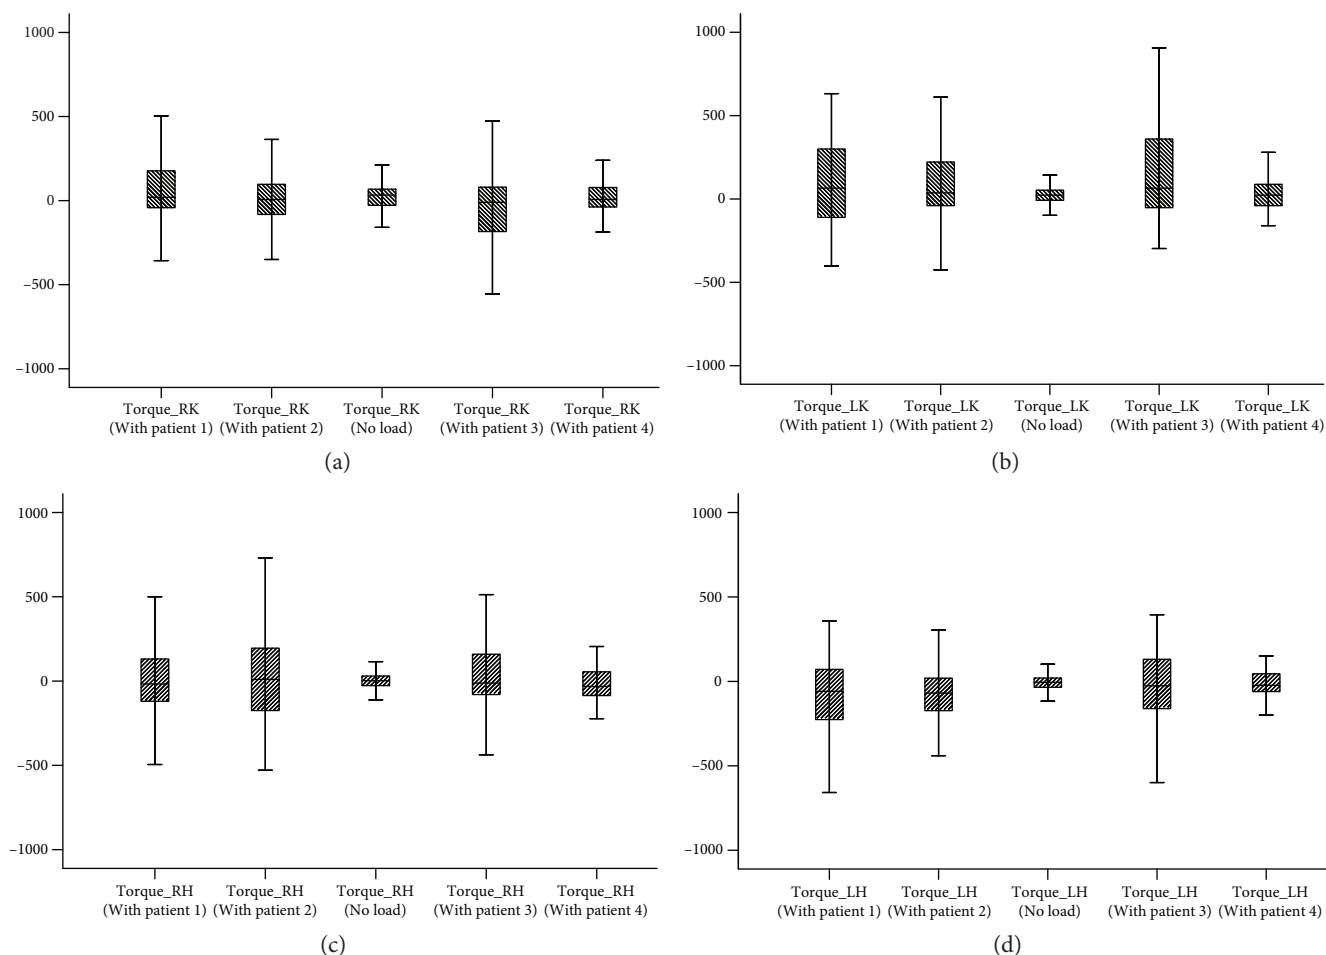 1000
500
0
–500
–1000
Torque_RK
(With patient 1)
Torque_RK
(With patient 2)
Torque_RK
(No load)
Torque_RK
(With patient 3)
Torque_RK
(With patient 4)
(a)
1000
500
0
–500
–1000
Torque_LK
(With patient 1)
Torque_LK
(With patient 2)
Torque_LK
(No load)
Torque_LK
(With patient 3)
Torque_LK
(With patient 4)
(b)
1000
500
0
–500
–1000
Torque_RH
(With patient 1)
Torque_RH
(With patient 2)
Torque_RH
(No load)
Torque_RH
(With patient 3)
Torque_RH
(With patient 4)
(c)
1000
500
0
–500
–1000
Torque_LH
(With patient 1)
Torque_LH
(With patient 2)
Torque_LH
(No load)
Torque_LH
(With patient 3)
Torque_LH
(With patient 4)
(d)